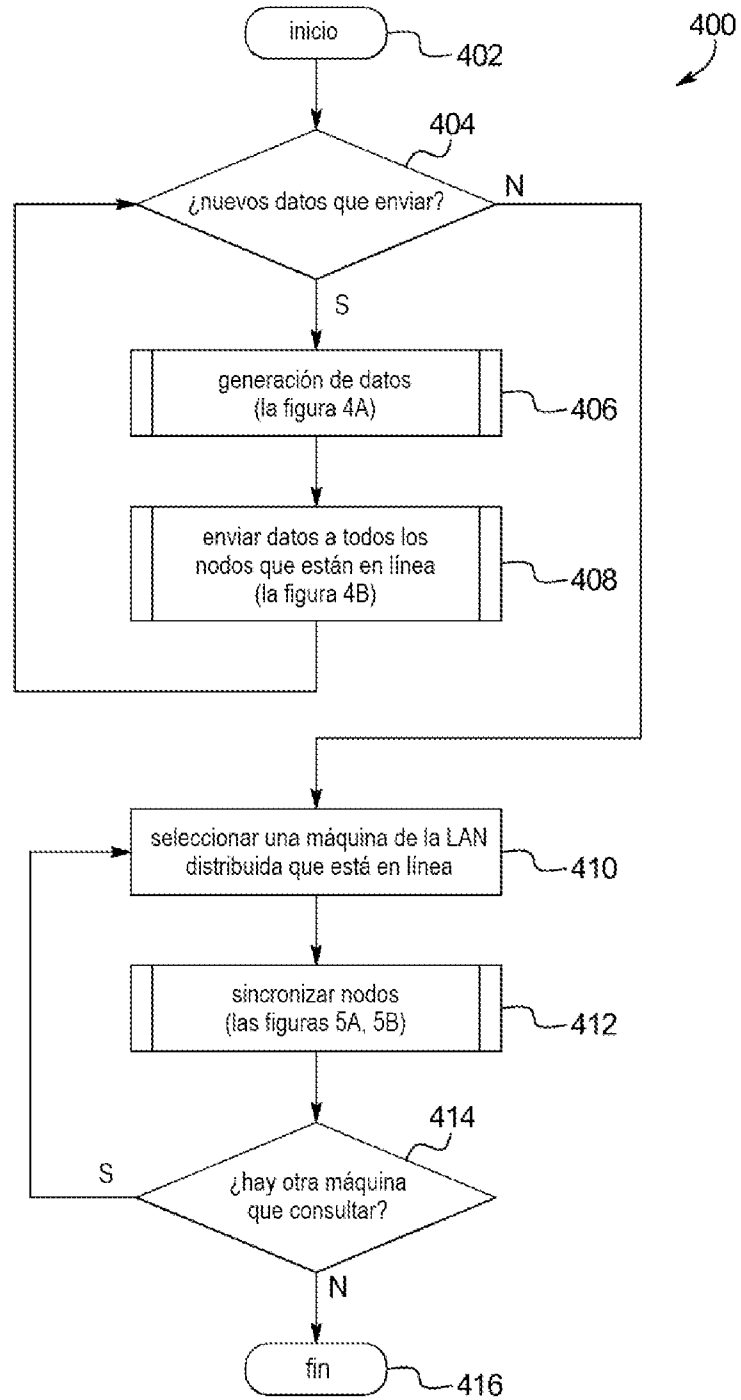 400
inicio
402
404
¿nuevos datos que enviar?
N
S
generación de datos
(la figura 4A)
406
enviar datos a todos los
nodos que están en línea
(la figura 4B)
408
seleccionar una máquina de la LAN
distribuida que está en línea
410
sincronizar nodos
(las figuras 5A, 5B)
412
414
S
¿hay otra máquina
que consultar?
N
fin
416